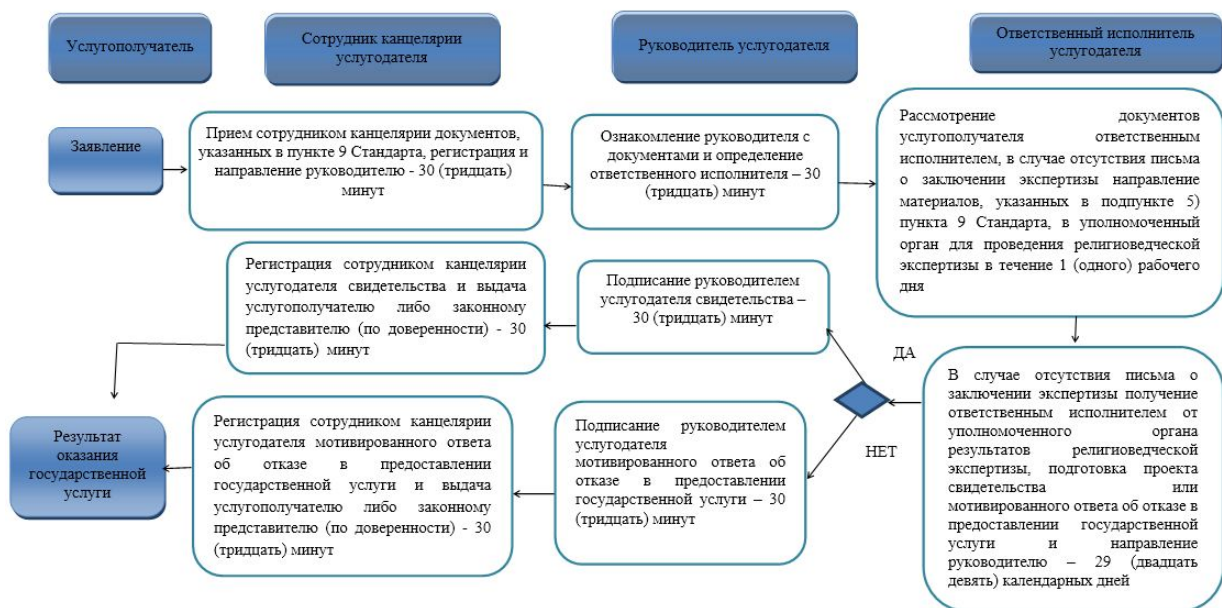 Услугополучатель
Сотрудник канцелярии
услугодателя
Руководитель услугодателя
Ответственный исполнитель
услугодателя
Заявление
Прием сотрудником канцелярии документов,
указанных в пункте 9 Стандарта, регистрация и
направление руководителю - 30 (тридцать)
минут
Ознакомление руководителя с
документами и определение
ответственного исполнителя – 30
(тридцать) минут
Рассмотрение документов
услугополучателя ответственным
исполнителем, в случае отсутствия письма
о заключении экспертизы направление
материалов, указанных в подпункте 5)
пункта 9 Стандарта, в уполномоченный
орган для проведения религиоведческой
экспертизы в течение 1 (одного) рабочего
дня
Регистрация сотрудником канцелярии
услугодателя свидетельства и выдача
услугополучателю либо законному
представителю (по доверенности) - 30
(тридцать) минут
Подписание руководителем
услугодателя свидетельства –
30 (тридцать) минут
ДА
НЕТ
В случае отсутствия письма о
заключении экспертизы получение
ответственным исполнителем от
уполномоченного органа
результатов религиоведческой
экспертизы, подготовка проекта
свидетельства или
мотивированного ответа об отказе в
предоставлении государственной
услуги и направление
руководителю – 29 (двадцать
девять) календарных дней
Подписание руководителем
услугодателя
мотивированного ответа об
отказе в предоставлении
государственной услуги – 30
(тридцать) минут
Регистрация сотрудником канцелярии
услугодателя мотивированного ответа
об отказе в предоставлении
государственной услуги и выдача
услугополучателю либо законному
представителю (по доверенности) - 30
(тридцать) минут
Результат
оказания
государственной
услуги